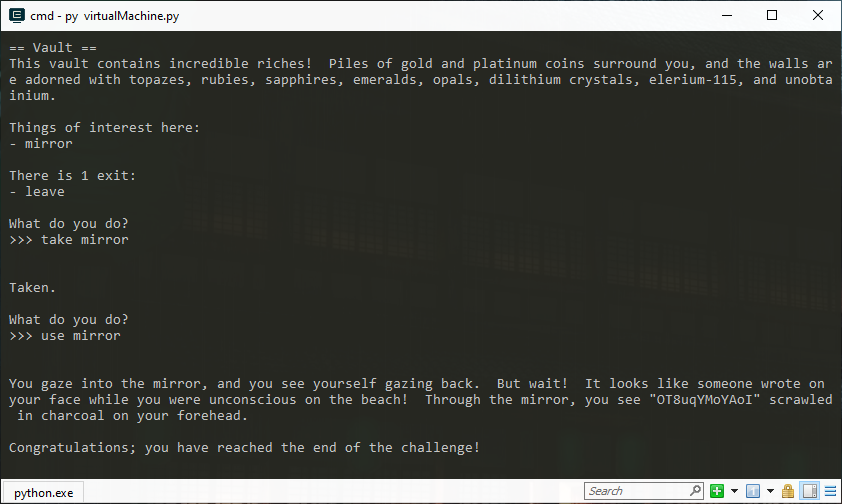 cmd - py  virtualMachine.py
== Vault ==
This vault contains incredible riches!  Piles of gold and platinum coins surround you, and the walls ar
e adorned with topazes, rubies, sapphires, emeralds, opals, dilithium crystals, elerium-115, and unobta
inium.
Things of interest here:
- mirror
There is 1 exit:
- leave
What do you do?
>>> take mirror
Taken.
What do you do?
>>> use mirror
You gaze into the mirror, and you see yourself gazing back.  But wait!  It looks like someone wrote on
your face while you were unconscious on the beach!  Through the mirror, you see "OT8uqYMoYAoI" scrawled
 in charcoal on your forehead.
Congratulations; you have reached the end of the challenge!
python.exe
Search
1